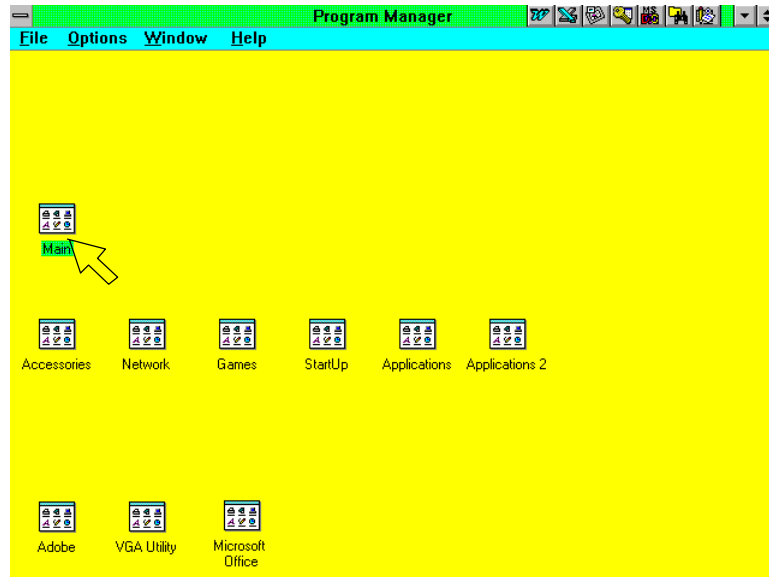 Program Manager
MS
File Options Window Help
Main
Accessories Network Games StartUp Applications Applications 2
Adobe VGA Utility Microsoft
Office